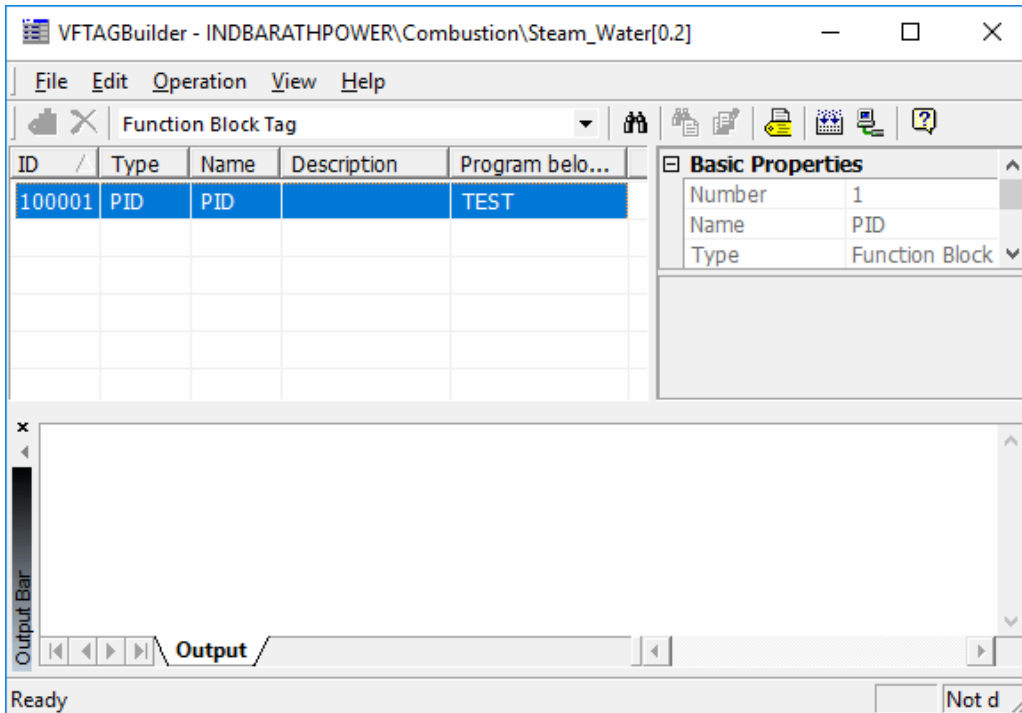 VFTAGBuilder - INDBARATHPOWER\Combustion\Steam_Water[0.2]
File Edit Operation View Help
Function Block Tag
ID Type Name Description Program belo...
100001 PID PID TEST
Basic Properties
Number 1
Name PID
Type Function Block
Output Bar
Output
Ready
Not d